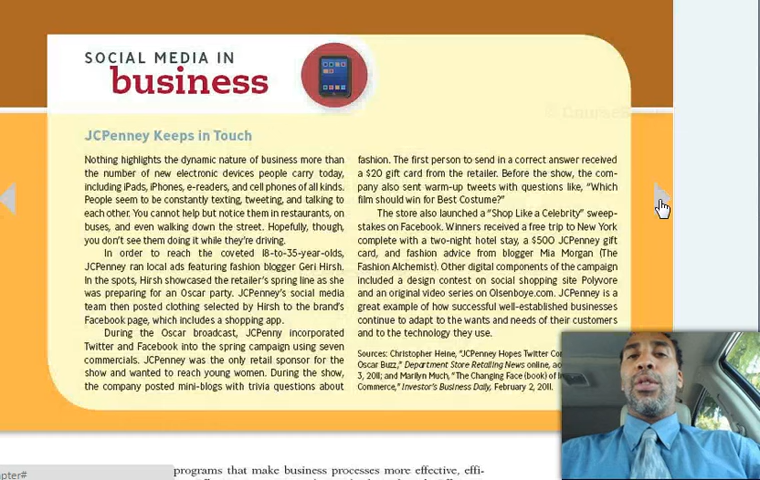 SOCIAL MEDIA IN
business
JCPenney Keeps in Touch
Nothing highlights the dynamic nature of business more than
the number of new electronic devices people carry today,
including iPads, iPhones, e-readers, and cell phones of all kinds.
People seem to be constantly texting, tweeting, and talking to
each other. You cannot help but notice them in restaurants, on
buses, and even walking down the street. Hopefully, though,
you don't see them doing it while they're driving.
In order to reach the coveted 18-to-35-year-olds,
JCPenney ran local ads featuring fashion blogger Geri Hirsh.
In the spots, Hirsh showcased the retailer's spring line as she
was preparing for an Oscar party. JCPenney's social media
team then posted clothing selected by Hirsh to the brand's
Facebook page, which includes a shopping app.
During the Oscar broadcast, JCPenny incorporated
Twitter and Facebook into the spring campaign using seven
commercials. JCPenney was the only retail sponsor for the
show and wanted to reach young women. During the show,
the company posted mini-blogs with trivia questions about
fashion. The first person to send in a correct answer received
a $20 gift card from the retailer. Before the show, the com-
pany also sent warm-up tweets with questions like, "Which
film should win for Best Costume?"
The store also launched a "Shop Like a Celebrity" sweep-
stakes on Facebook. Winners received a free trip to New York
complete with a two-night hotel stay, a $500 JCPenney gift
card, and fashion advice from blogger Mia Morgan (The
Fashion Alchemist). Other digital components of the campaign
included a design contest on social shopping site Polyvore
and an original video series on Olsenboye.com. JCPenney is a
great example of how successful well-established businesses
continue to adapt to the wants and needs of their customers
and to the technology they use.
Sources: Christopher Heine, "JCPenney Hopes Twitter
Oscar Buzz," Department Store Retailing News online,
3, 2011; and Marilyn Much, "The Changing Face (book) of
Commerce," Investor's Business Daily, February 2, 2011.
apter#
programs that make business processes more effective, effi-